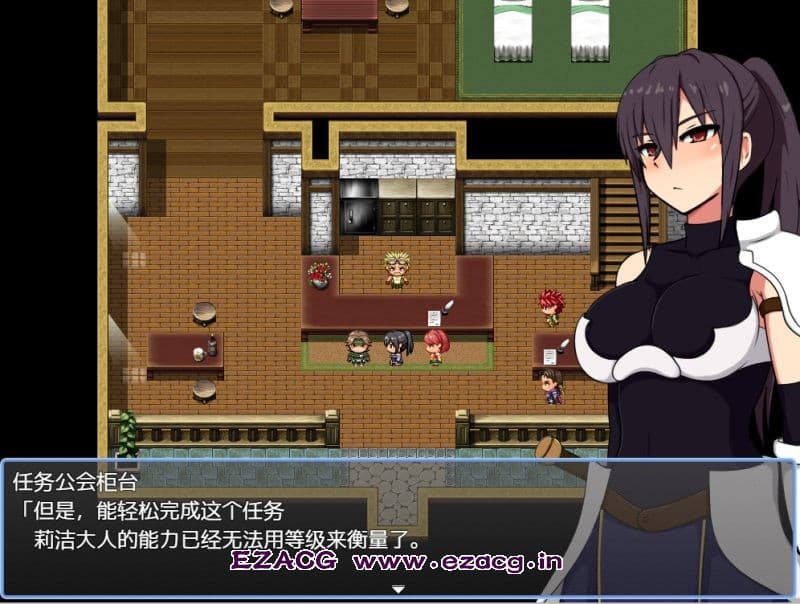 任务公会柜台
「但是，能轻松完成这个任务
莉洁大人的能力已经无法用等级来衡量了。
EZACG www.ezacg.in